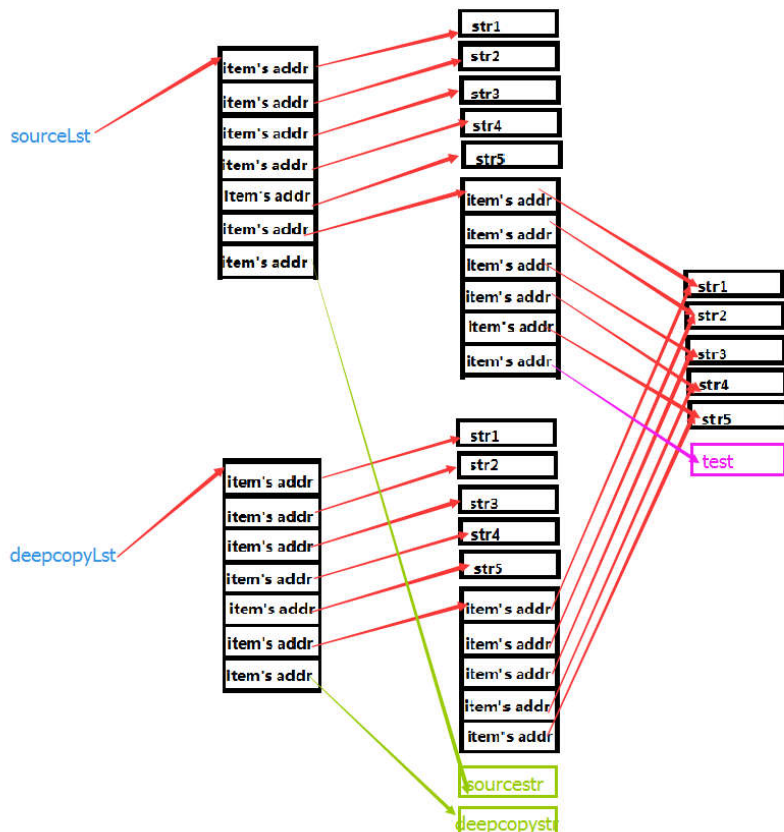 sourceLst
item's addr
item's addr
item's addr
item's addr
Item's addr
item's addr
item's addr
str1
str2
str3
str4
str5
item's addr
item's addr
Item's addr
item's addr
Item's addr
item's addr
str1
str2
str3
str4
str5
test
deepcopyLst
item's addr
item's addr
item's addr
item's addr
item's addr
item's addr
Item's addr
str1
str2
str3
str4
str5
item's addr
item's addr
item's addr
item's addr
item's addr
sourcestr
deepcopystr